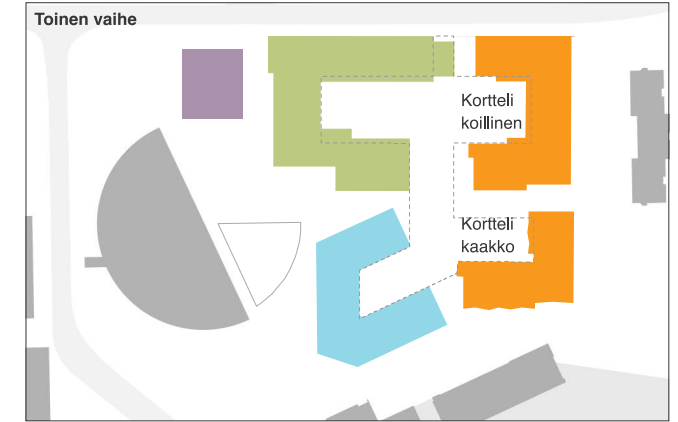 Toinen vaihe
Kortteli
koillinen
Kortteli
kaakko